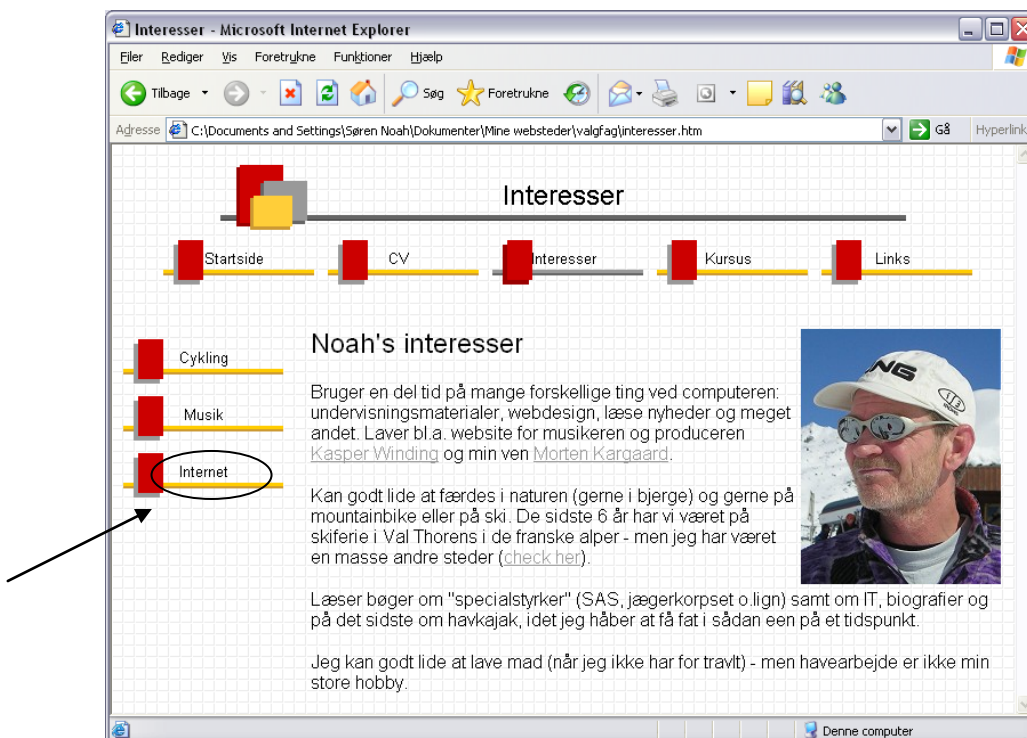 Interesser - Microsoft Internet Explorer
Filer Rediger Vis Foretrukne Funktioner Hjælp
Tilbage Søg Foretrukne
Adresse C:\Documents and Settings\Søren Noah\Dokumenter\Mine websteder\valgfag\interesser.htm Gå Hyperlink
Interesser
Startside CV Interesser Kursus Links
Cykling
Musik
Internet
Noah's interesser
Bruger en del tid på mange forskellige ting ved computeren:
undervisningsmaterialer, webdesign, læse nyheder og meget
andet. Laver bl.a. website for musikeren og produceren
Kasper Winding og min ven Morten Kargaard.
Kan godt lide at færdes i naturen (gerne i bjerge) og gerne på
mountainbike eller på ski. De sidste 6 år har vi været på
skiferie i Val Thorens i de franske alper - men jeg har været
en masse andre steder (check her).
Læser bøger om "specialstyrker" (SAS, jægerkorpset o.lign) samt om IT, biografier og
på det sidste om havkajak, idet jeg håber at få fat i sådan een på et tidspunkt.
Jeg kan godt lide at lave mad (når jeg ikke har for travlt) - men havearbejde er ikke min
store hobby.
PING
Denne computer